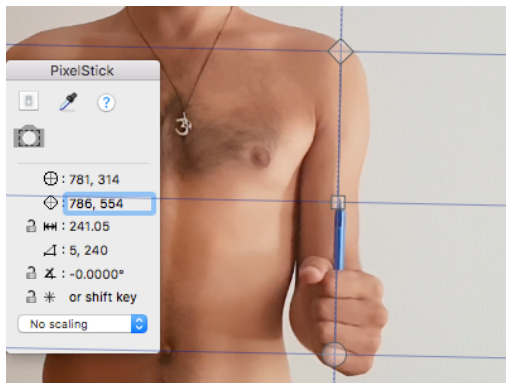 PixelStick
?
: 781, 314
: 786, 554
: 241.05
: 5, 240
: -0.0000°
: or shift key
No scaling
ॐ